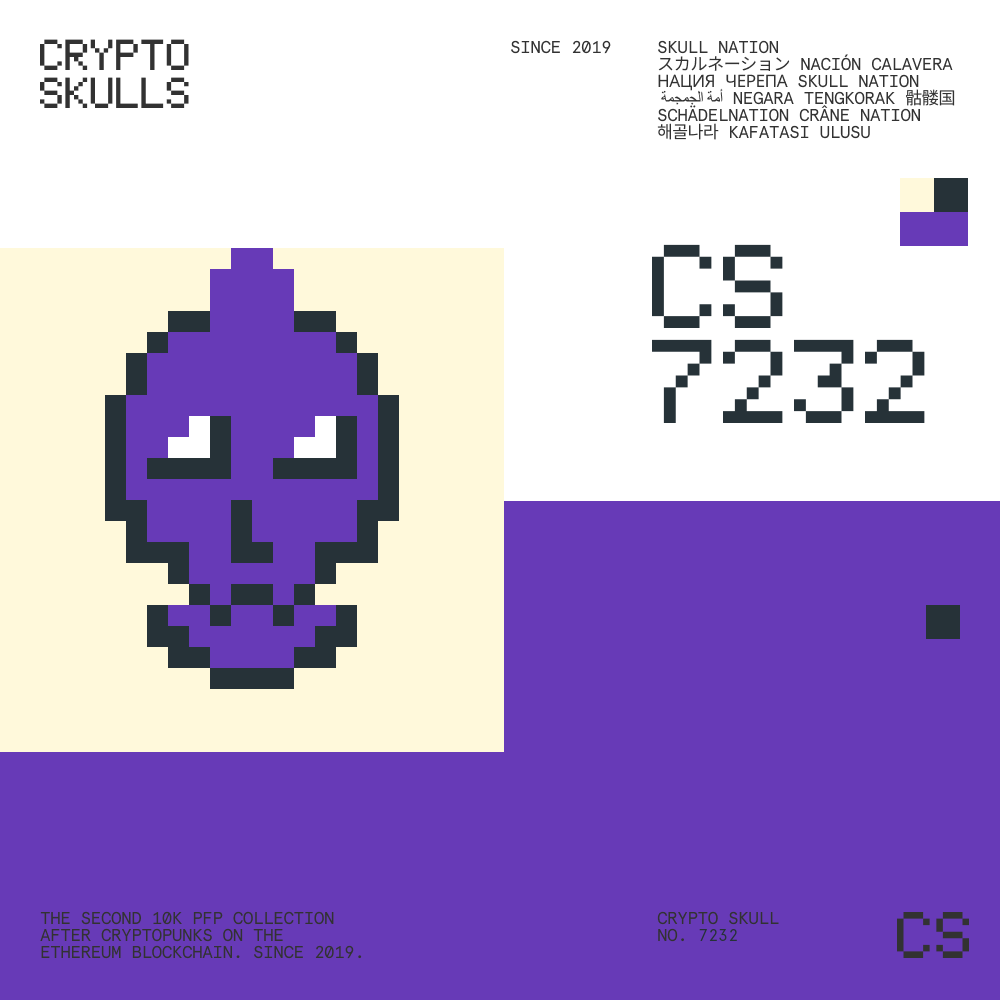 CRYPTO
SKULLS
SINCE 2019
SKULL NATION
スカルネーション NACIÓN CALAVERA
НАЦИЯ ЧЕРЕПА SKULL NATION
أمة الجمجمة NEGARA TENGKORAK 骷髅国
SCHÄDELNATION CRÂNE NATION
해골나라 KAFATASI ULUSU
CS
7232
THE SECOND 10K PFP COLLECTION
AFTER CRYPTOPUNKS ON THE
ETHEREUM BLOCKCHAIN. SINCE 2019.
CRYPTO SKULL
NO. 7232
CS